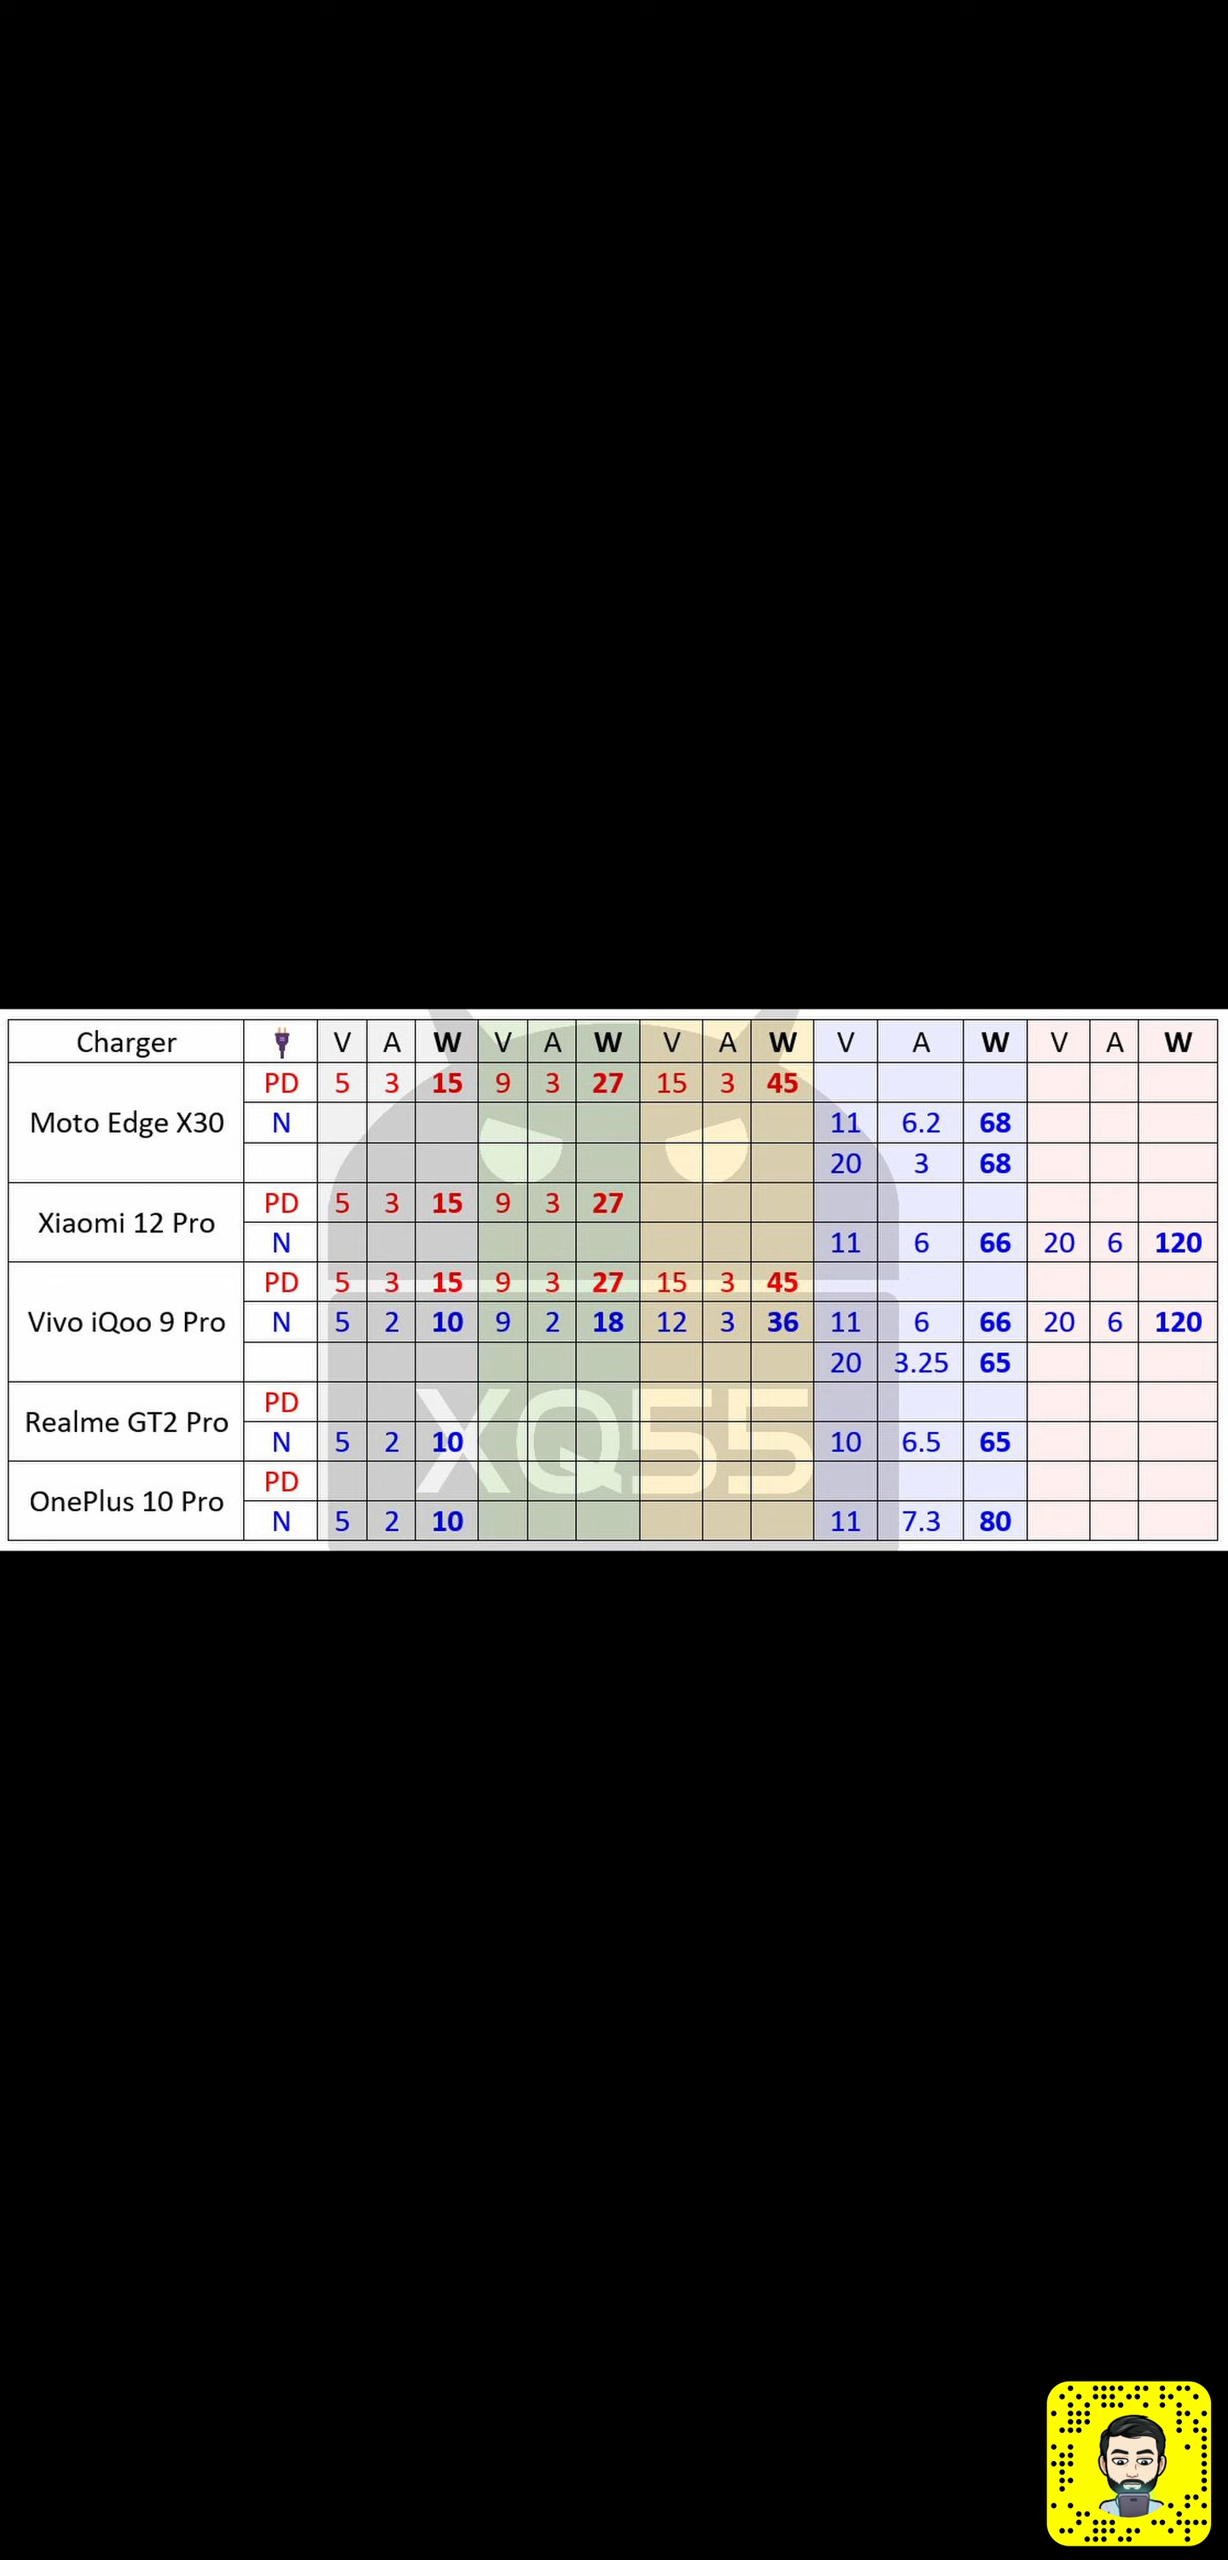 Charger V A W V A W V A W V A W V A W
Moto Edge X30
PD 5 3 15 9 3 27 15 3 45
N 11 6.2 68
20 3 68
Xiaomi 12 Pro
PD 5 3 15 9 3 27
N 11 6 66 20 6 120
Vivo iQoo 9 Pro
PD 5 3 15 9 3 27 15 3 45
N 5 2 10 9 2 18 12 3 36 11 6 66 20 6 120
20 3.25 65
Realme GT2 Pro
PD
N 5 2 10 10 6.5 65
OnePlus 10 Pro
PD
N 5 2 10 11 7.3 80
XQ55